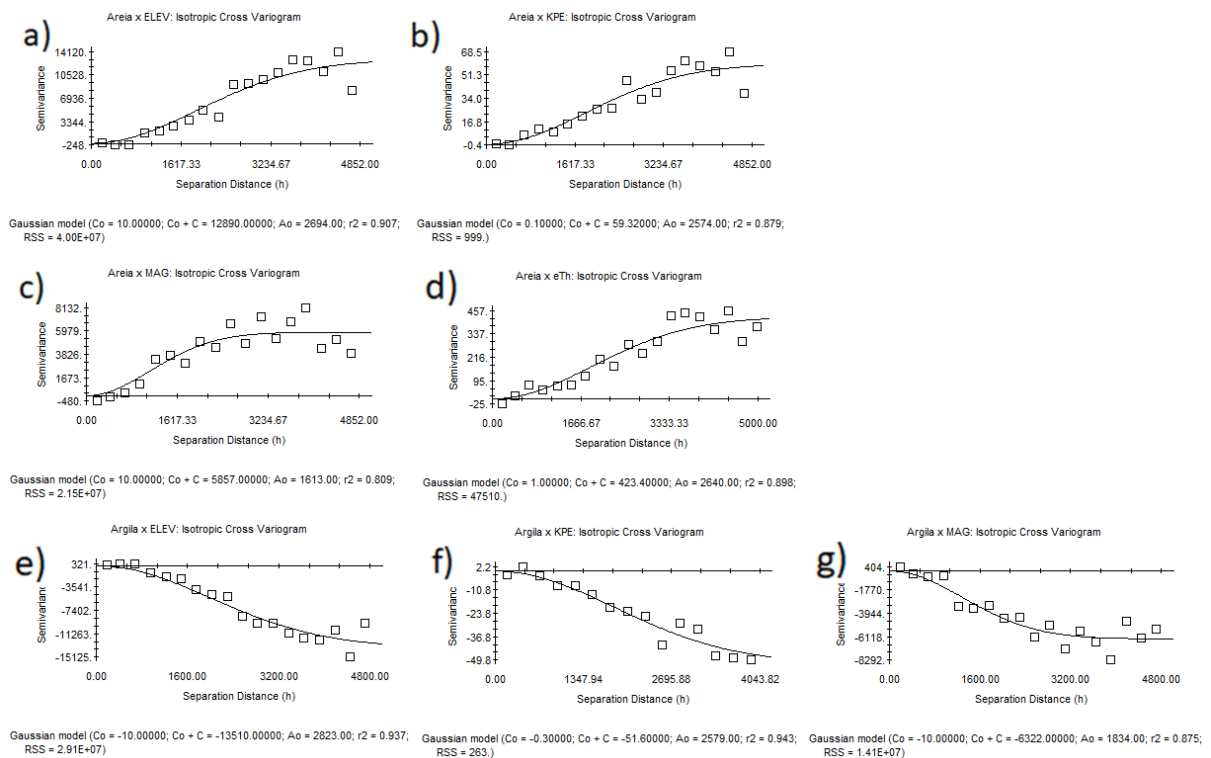 a)
Areia x ELEV: Isotropic Cross Variogram
14120.
10528.
6936.
3344.
-248.
Semivariance
0.00 1617.33 3234.67 4852.00
Separation Distance (h)
Gaussian model (Co = 10.00000; Co + C = 12890.00000; Ao = 2694.00; r2 = 0.907;
RSS = 4.00E+07)
b)
Areia x KPE: Isotropic Cross Variogram
68.5
51.3
34.0
16.8
-0.4
Semivariance
0.00 1617.33 3234.67 4852.00
Separation Distance (h)
Gaussian model (Co = 0.10000; Co + C = 59.32000; Ao = 2574.00; r2 = 0.879;
RSS = 999.)
c)
Areia x MAG: Isotropic Cross Variogram
8132.
5979.
3826.
1673.
-480.
Semivariance
0.00 1617.33 3234.67 4852.00
Separation Distance (h)
Gaussian model (Co = 10.00000; Co + C = 5857.00000; Ao = 1613.00; r2 = 0.809;
RSS = 2.15E+07)
d)
Areia x eTh: Isotropic Cross Variogram
457.
337.
216.
95.
-25.
Semivariance
0.00 1666.67 3333.33 5000.00
Separation Distance (h)
Gaussian model (Co = 1.00000; Co + C = 423.40000; Ao = 2640.00; r2 = 0.898;
RSS = 47510.)
e)
Argila x ELEV: Isotropic Cross Variogram
321.
-3541.
-7402.
-11263.
-15125.
Semivariance
0.00 1600.00 3200.00 4800.00
Separation Distance (h)
Gaussian model (Co = -10.00000; Co + C = -13510.00000; Ao = 2823.00; r2 = 0.937;
RSS = 2.91E+07)
f)
Argila x KPE: Isotropic Cross Variogram
2.2
-10.8
-23.8
-36.8
-49.8
Semivariance
0.00 1347.94 2695.88 4043.82
Separation Distance (h)
Gaussian model (Co = -0.30000; Co + C = -51.60000; Ao = 2579.00; r2 = 0.943;
RSS = 263.)
g)
Argila x MAG: Isotropic Cross Variogram
404.
-1770.
-3944.
-6118.
-8292.
Semivariance
0.00 1600.00 3200.00 4800.00
Separation Distance (h)
Gaussian model (Co = -10.00000; Co + C = -6322.00000; Ao = 1834.00; r2 = 0.875;
RSS = 1.41E+07)